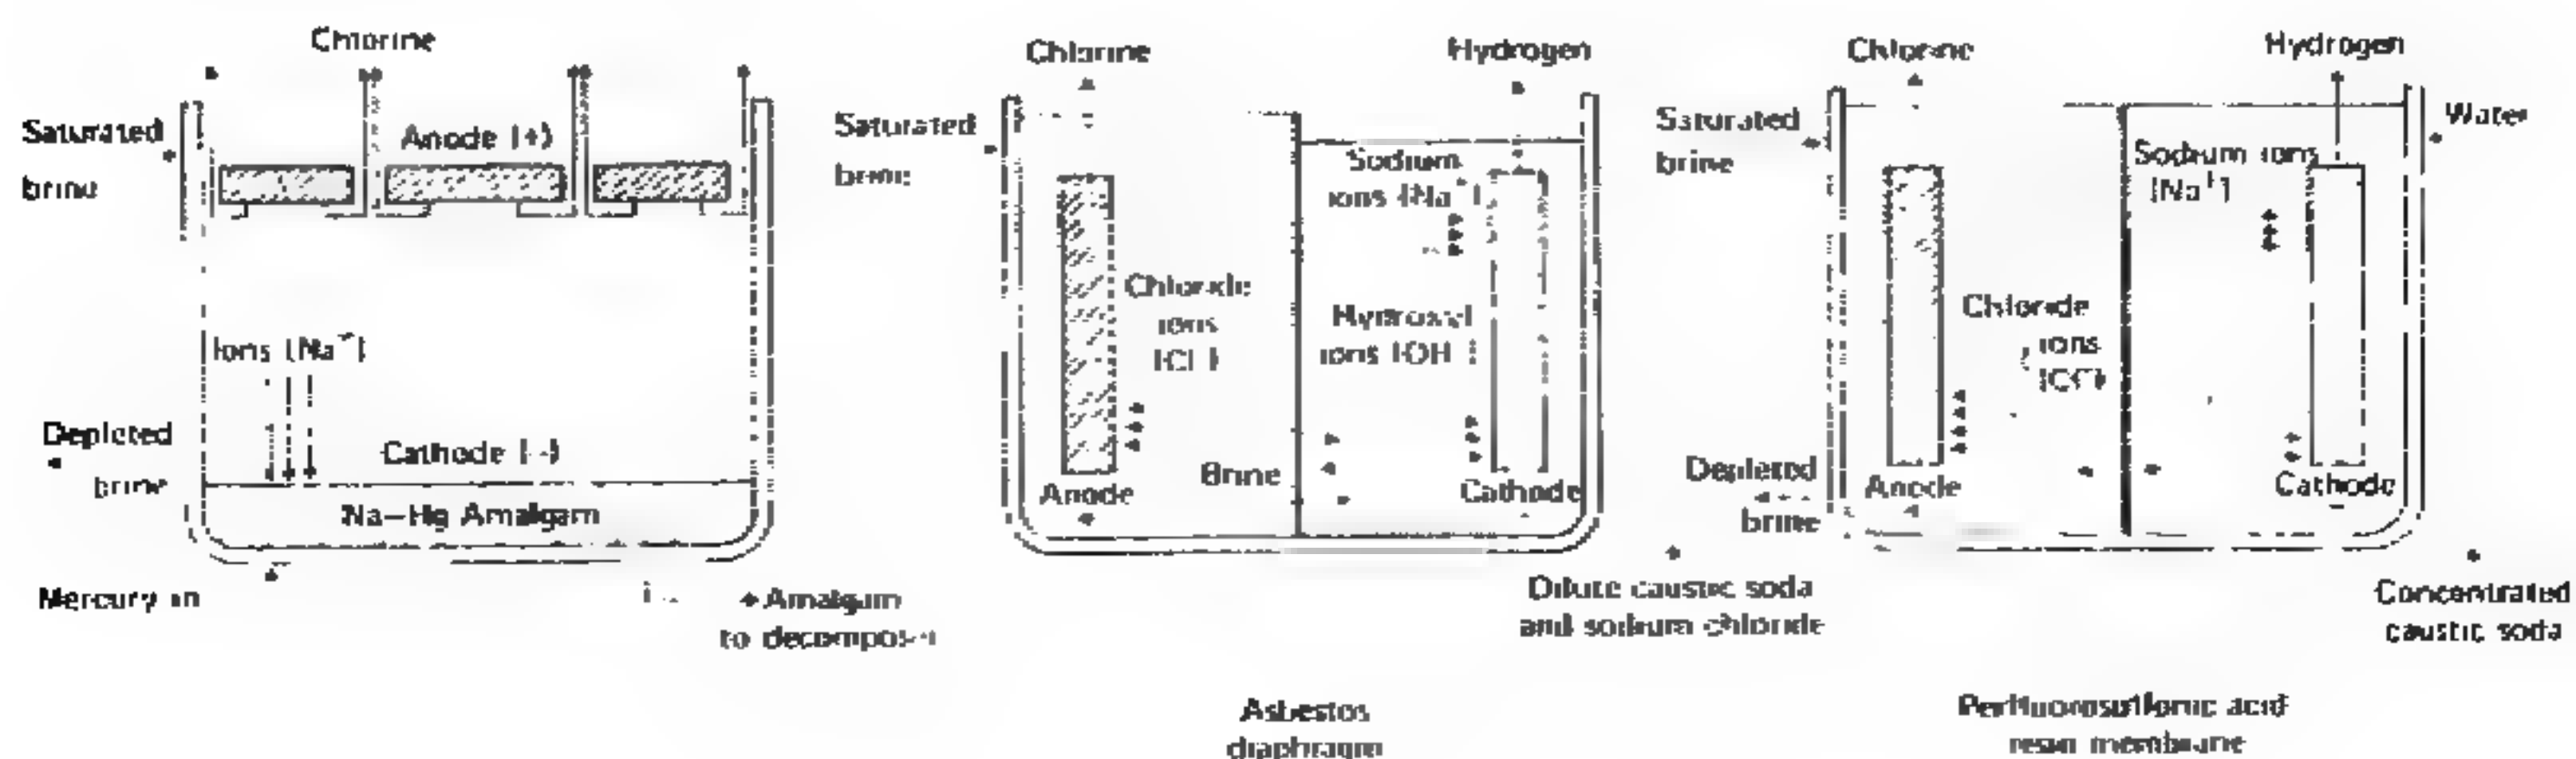 Chlorine
Saturated
brine
Anode (+)
Ions (Na+)
Depleted
brine
Cathode (-)
Na-Hg Amalgam
Mercury in
Amalgam
to
Chlorine
Hydrogen
Saturated
brine
Sodium
ions (Na+)
Chloride
ions
(Cl-)
Hydroxyl
ions (OH-)
Brine
Anode
Cathode
Dilute caustic soda
and sodium chloride
Asbestos
diaphragm
Chlorine
Hydrogen
Saturated
brine
Water
Sodium ions
(Na+)
Chloride
ions
(Cl-)
Depleted
brine
Anode
Cathode
Concentrated
caustic soda
Perfluorosulfonic acid
resin membrane